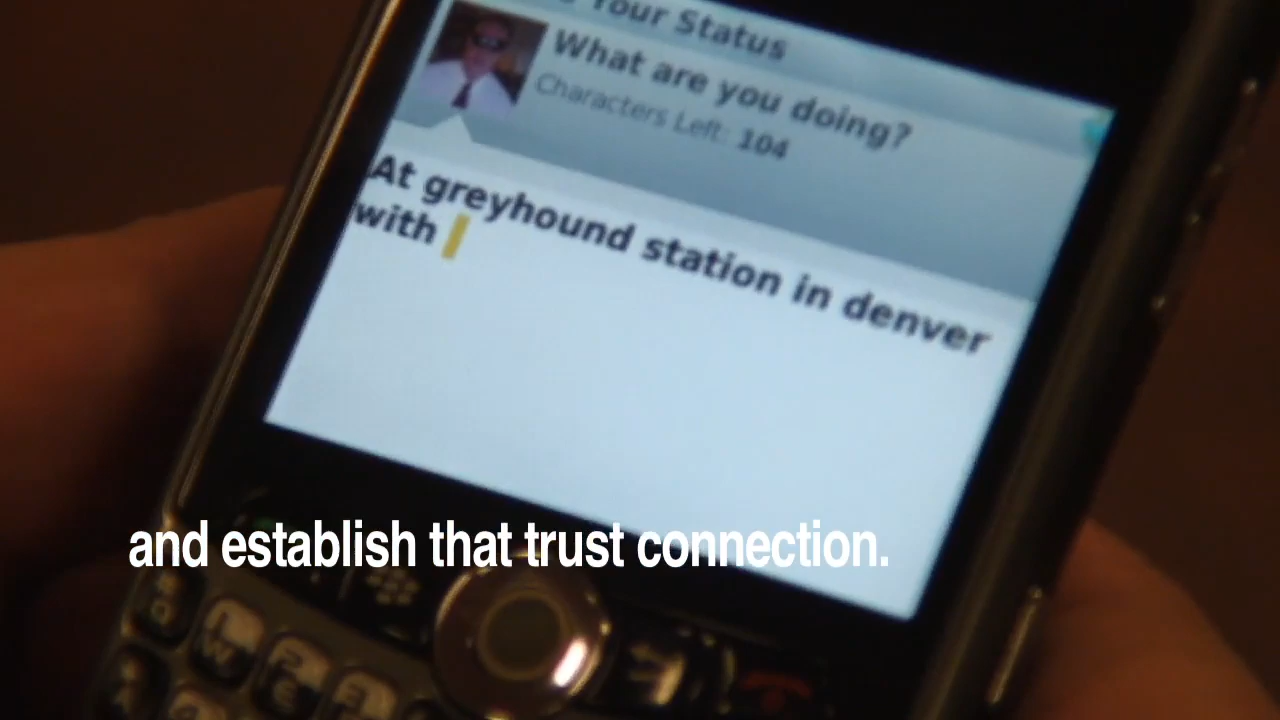 Your Status
What are you doing?
Characters Left: 104
At greyhound station in denver
with
and establish that trust connection.